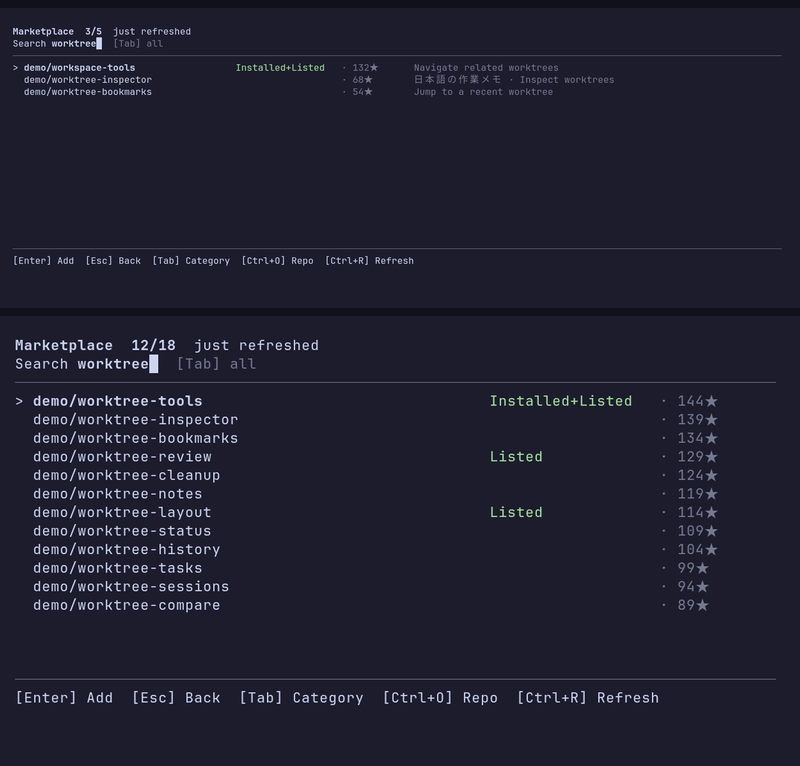 Marketplace  3/5  just refreshed
Search worktree  [Tab] all
> demo/workspace-tools  Installed+Listed  · 132★  Navigate related worktrees
demo/worktree-inspector  · 68★  日本語の作業メモ · Inspect worktrees
demo/worktree-bookmarks  · 54★  Jump to a recent worktree
[Enter] Add  [Esc] Back  [Tab] Category  [Ctrl+O] Repo  [Ctrl+R] Refresh
Marketplace  12/18  just refreshed
Search worktree  [Tab] all
> demo/worktree-tools  Installed+Listed  · 144★
demo/worktree-inspector  · 139★
demo/worktree-bookmarks  · 134★
demo/worktree-review  Listed  · 129★
demo/worktree-cleanup  · 124★
demo/worktree-notes  · 119★
demo/worktree-layout  Listed  · 114★
demo/worktree-status  · 109★
demo/worktree-history  · 104★
demo/worktree-tasks  · 99★
demo/worktree-sessions  · 94★
demo/worktree-compare  · 89★
[Enter] Add  [Esc] Back  [Tab] Category  [Ctrl+O] Repo  [Ctrl+R] Refresh